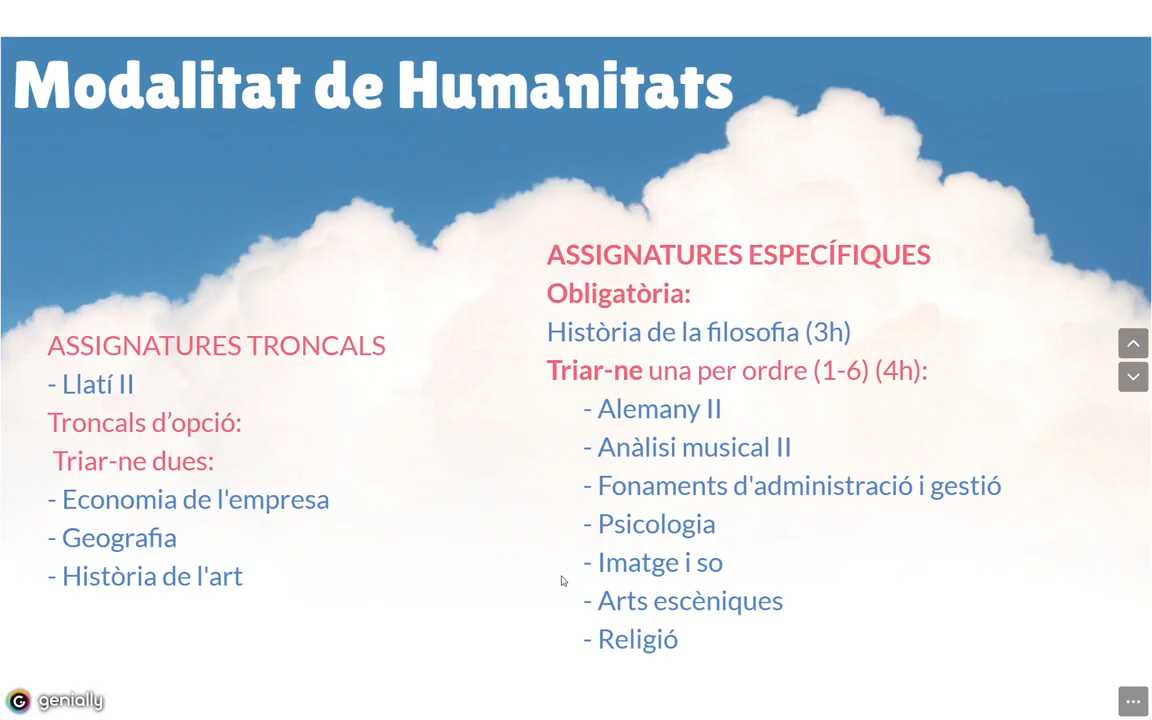 Modalitat de Humanitats
ASSIGNATURES TRONCALS
- Llatí II
Troncals d’opció:
Triar-ne dues:
- Economia de l'empresa
- Geografia
- Història de l'art
ASSIGNATURES ESPECÍFIQUES
Obligatòria:
Història de la filosofia (3h)
Triar-ne una per ordre (1-6) (4h):
- Alemany II
- Anàlisi musical II
- Fonaments d'administració i gestió
- Psicologia
- Imatge i so
- Arts escèniques
- Religió
genially